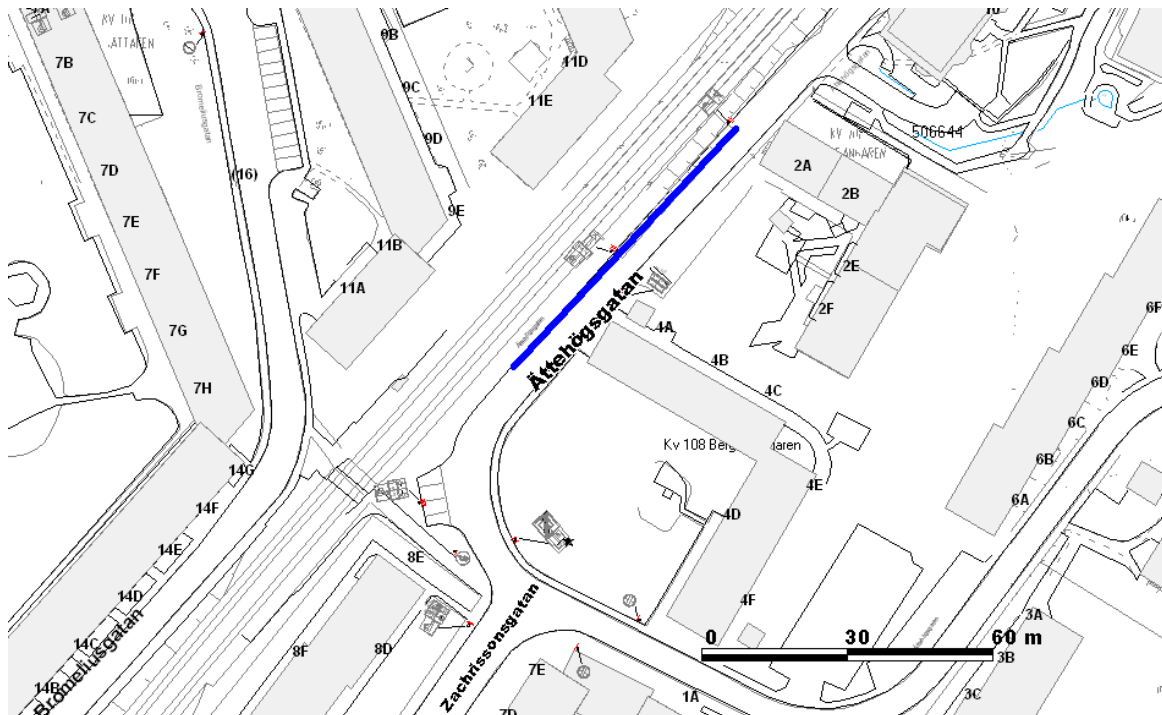 7B
7C
7D
7E
7F
7G
7H
(16)
9B
9C
9D
9E
11A
11B
11D
11E
506644
2A
2B
2E
2F
Ättehögsgatan
4A
4B
4C
4D
4E
4F
6F
6E
6D
6C
6B
6A
14G
14F
14E
14D
14C
14B
Bromeliusgatan
Bromeliusgatan
8E
8F
8D
Zachrissonsgatan
7E
7D
1A
0 30 60 m
3A
3B
3C